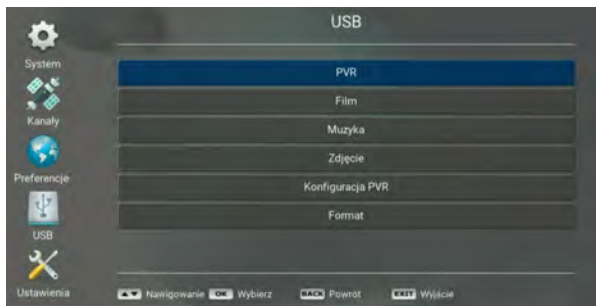 USB
System
Kanały
Preferencje
USB
Ustawienia
PVR
Film
Muzyka
Zdjęcie
Konfiguracja PVR
Format
Nawigowanie OK Wybierz BACK Powrót EXIT Wyjście